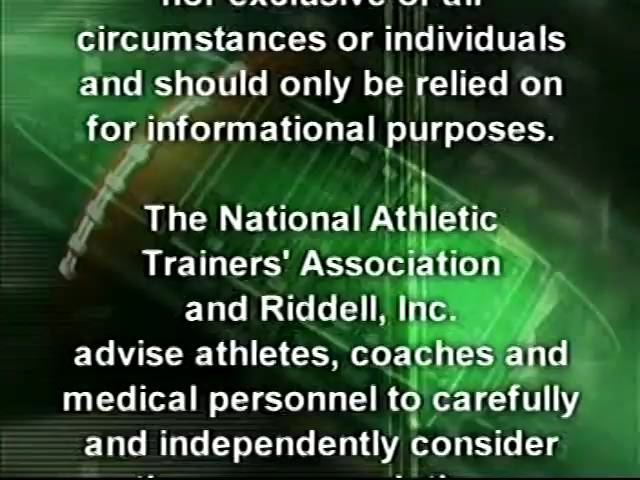 circumstances or individuals
and should only be relied on
for informational purposes.
The National Athletic
Trainers' Association
and Riddell, Inc.
advise athletes, coaches and
medical personnel to carefully
and independently consider